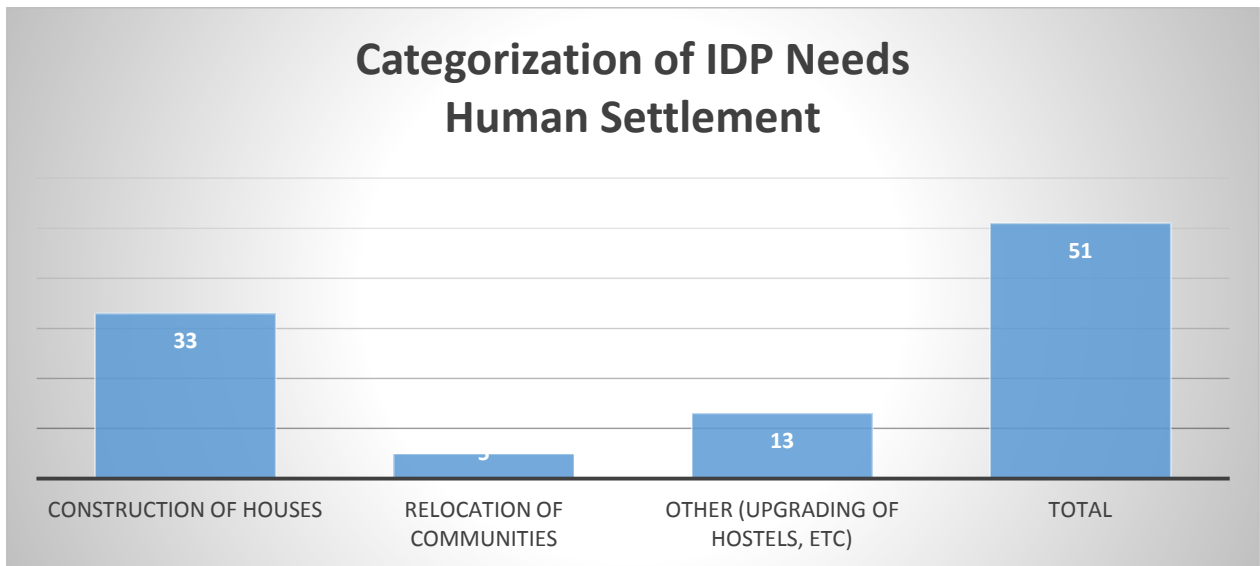 Categorization of IDP Needs
Human Settlement
51
33
13
5
CONSTRUCTION OF HOUSES
RELOCATION OF
COMMUNITIES
OTHER (UPGRADING OF
HOSTELS, ETC)
TOTAL